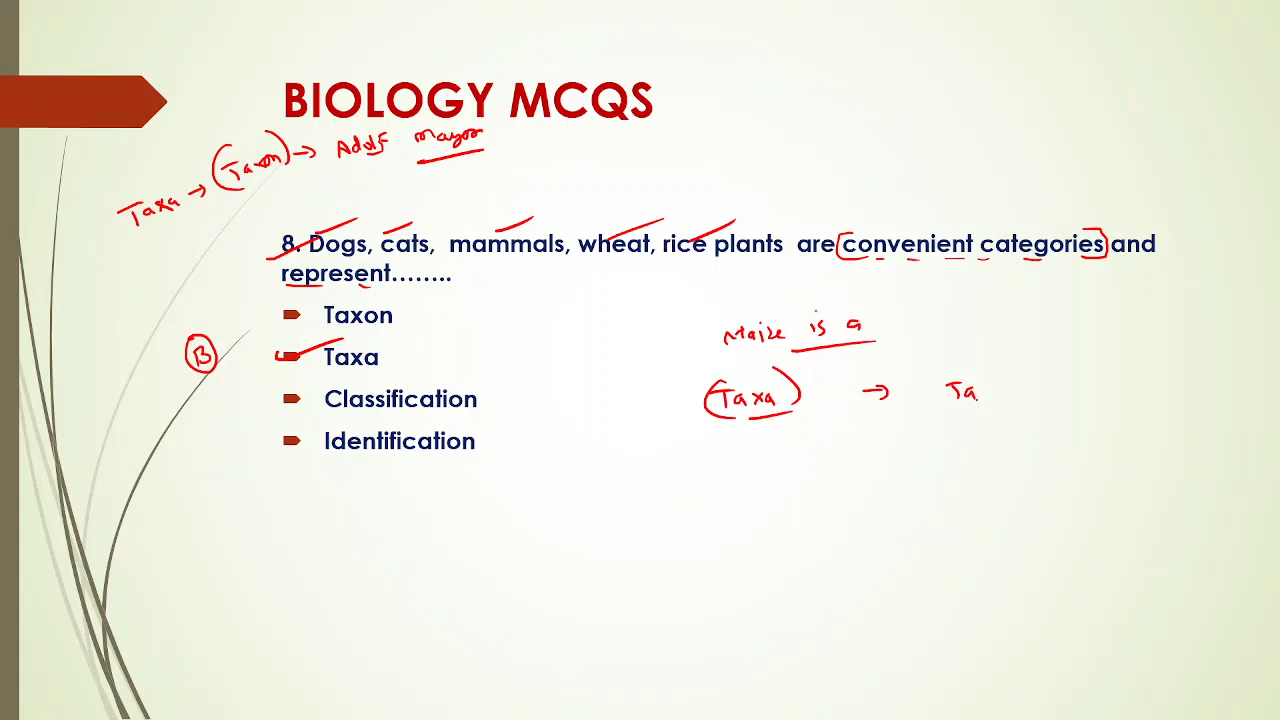 BIOLOGY MCQS
Taxa → (Taxon) → Adolf mayor
8. Dogs, cats, mammals, wheat, rice plants are convenient categories and
represent……..
Taxon
B Taxa
Classification
Identification
Maize is a
(Taxa) → Ta